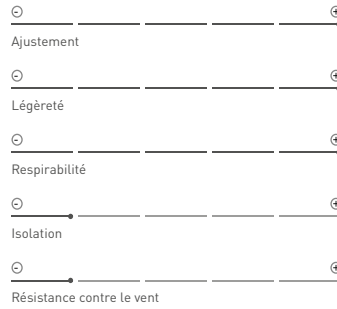 Ajustement
Légèreté
Respirabilité
Isolation
Résistance contre le vent